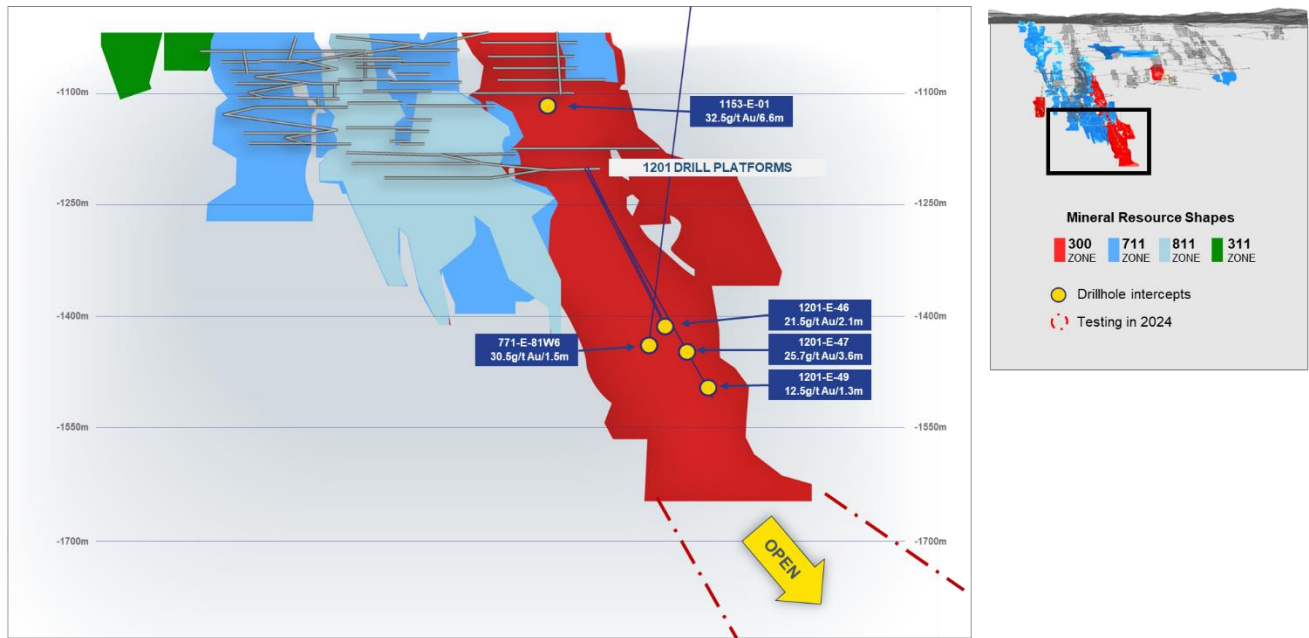 -1100m
-1100m
1153-E-01
32.5g/t Au/6.6m
1201 DRILL PLATFORMS
-1250m
-1250m
1201-E-46
21.5g/t Au/2.1m
-1400m
-1400m
771-E-81W6
30.5g/t Au/1.5m
1201-E-47
25.7g/t Au/3.6m
1201-E-49
12.5g/t Au/1.3m
-1550m
-1550m
-1700m
-1700m
OPEN
Mineral Resource Shapes
300
ZONE
711
ZONE
811
ZONE
311
ZONE
Drillhole intercepts
Testing in 2024